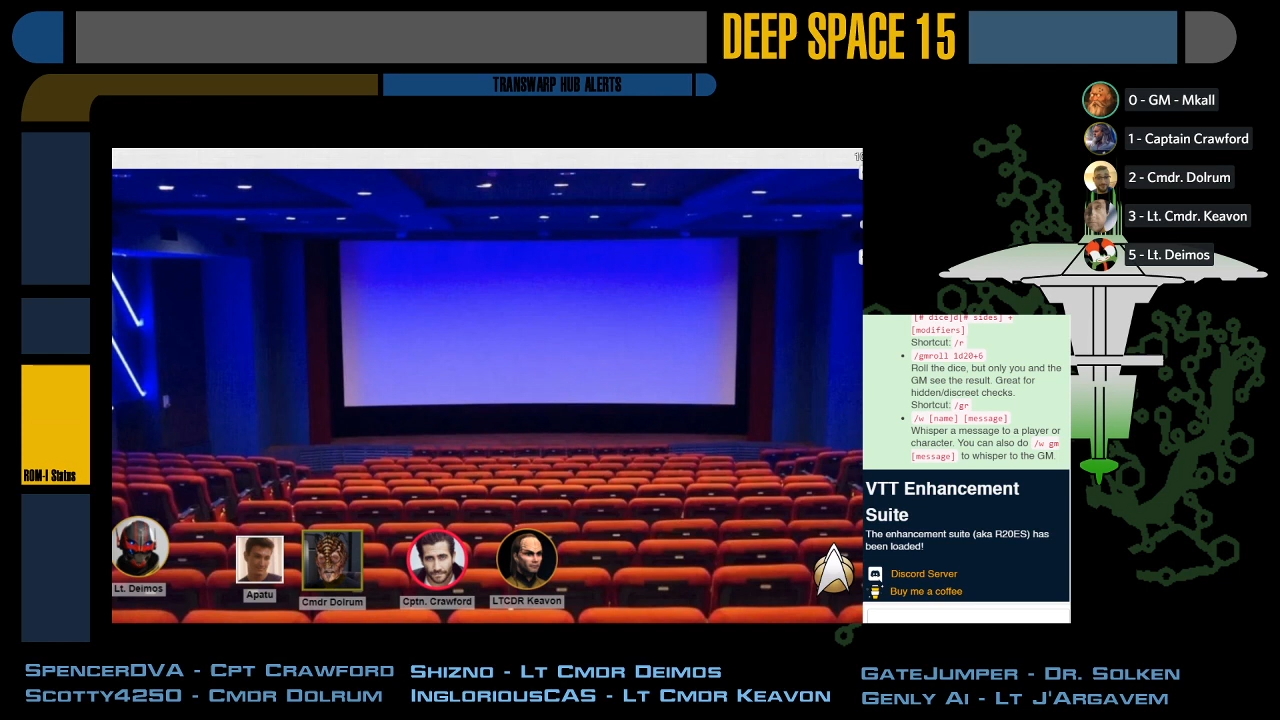 DEEP SPACE 15
TRANSWARP HUB ALERTS
0 - GM - Mkall
1 - Captain Crawford
2 - Cmdr. Dolrum
3 - Lt. Cmdr. Keavon
5 - Lt. Deimos
[# dice]d[# sides] +
[modifiers]
Shortcut: /r
/gmroll 1d20+6
Roll the dice, but only you and the
GM see the result. Great for
hidden/discreet checks.
Shortcut: /gr
/w [name] [message]
Whisper a message to a player or
character. You can also do /w gm
[message] to whisper to the GM.
ROM-I Status
VTT Enhancement
Suite
The enhancement suite (aka R20ES) has
been loaded!
Discord Server
Buy me a coffee
Lt. Deimos
Apatu
Cmdr Dolrum
Cptn. Crawford
LTCDR Keavon
SpencerDVA - Cpt Crawford
Shizno - Lt Cmdr Deimos
GateJumper - Dr. Solken
Scotty4250 - Cmdr Dolrum
IngloriousCAS - Lt Cmdr Keavon
Genly Ai - Lt J'Argavem